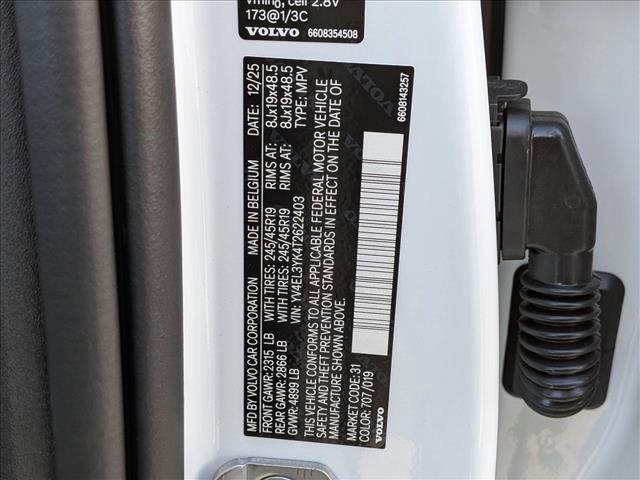 Vmin₀, cell 2.8V
173@1/3C
VOLVO 6608354508
MFD BY VOLVO CAR CORPORATION MADE IN BELGIUM DATE: 12/25
FRONT GAWR: 2315 LB WITH TIRES: 245/45R19 RIMS AT: 8Jx19x48.5
REAR GAWR: 2866 LB WITH TIRES: 245/45R19 RIMS AT: 8Jx19x48.5
GVWR: 4899 LB VIN: YV4EL3YK4T2622403 TYPE: MPV
THIS VEHICLE CONFORMS TO ALL APPLICABLE FEDERAL MOTOR VEHICLE
SAFETY AND THEFT PREVENTION STANDARDS IN EFFECT ON THE DATE OF
MANUFACTURE SHOWN ABOVE.
MARKET CODE: 31
COLOR: 707 / 019
VOLVO
6608143257